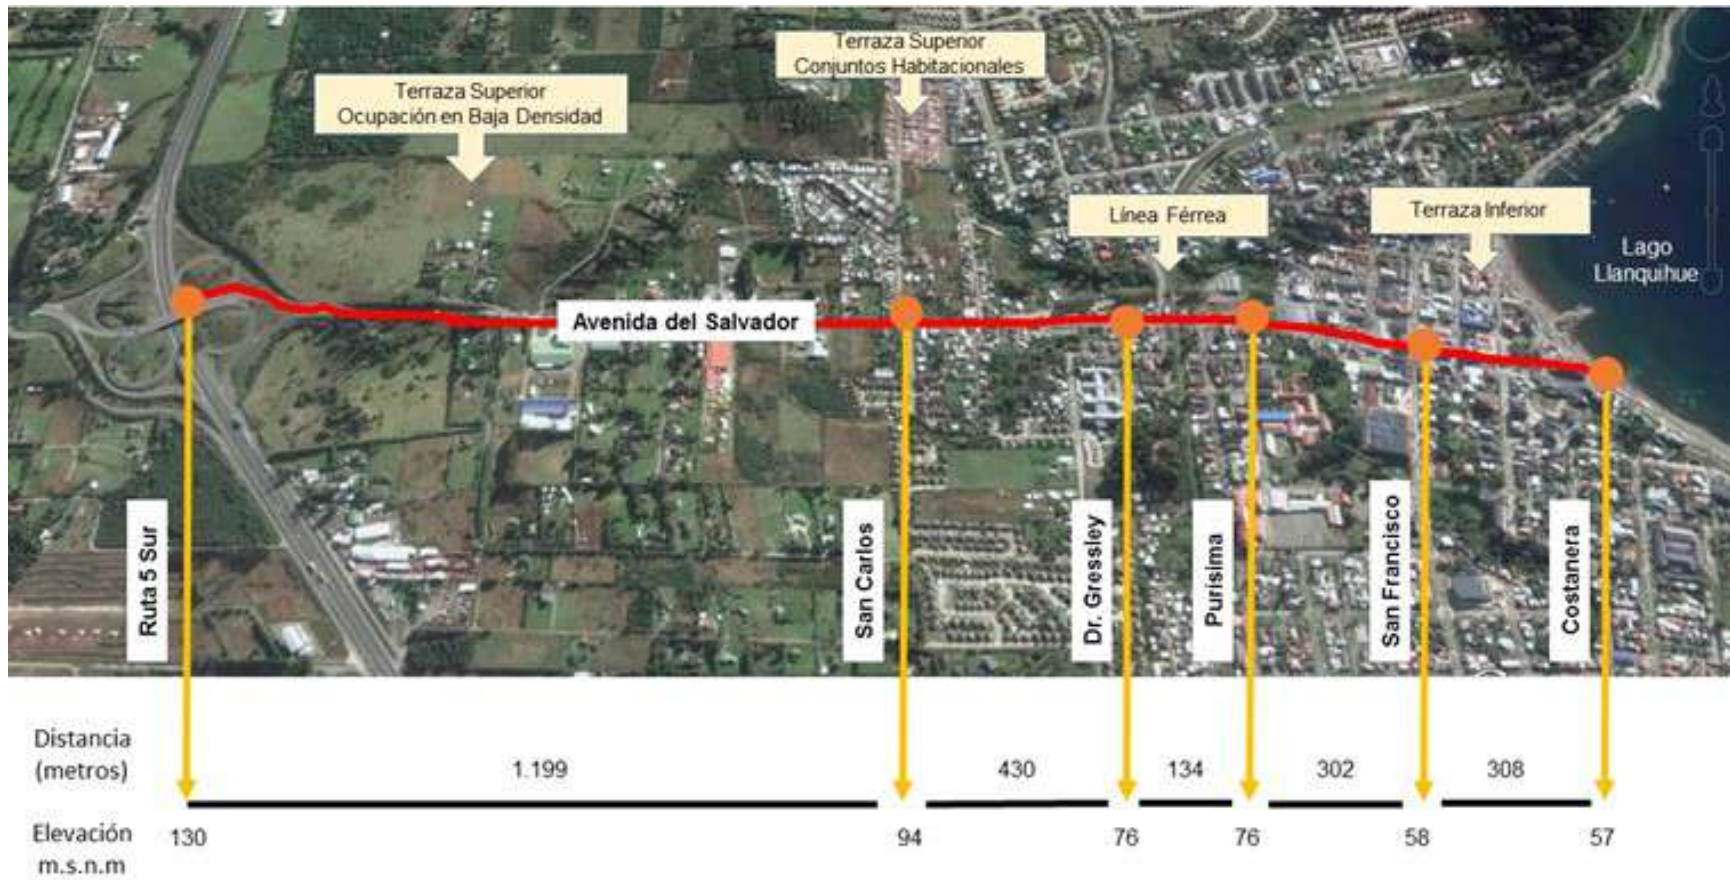 Terraza Superior
Conjuntos Habitacionales
Terraza Superior
Ocupación en Baja Densidad
Línea Férrea
Terraza Inferior
Lago
Llanquihue
Avenida del Salvador
Ruta 5 Sur
San Carlos
Dr. Gressley
Purísima
San Francisco
Costanera
Distancia
(metros)
1.199
430
134
302
308
Elevación
m.s.n.m
130
94
76
76
58
57